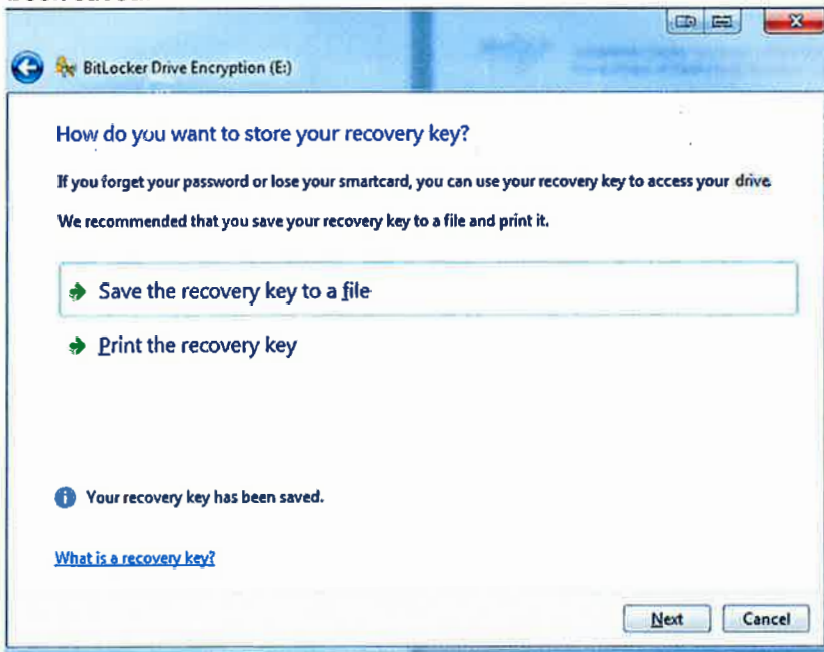 BitLocker Drive Encryption (E:)
How do you want to store your recovery key?
If you forget your password or lose your smartcard, you can use your recovery key to access your drive
We recommended that you save your recovery key to a file and print it.
Save the recovery key to a file
Print the recovery key
Your recovery key has been saved.
What is a recovery key?
Next Cancel